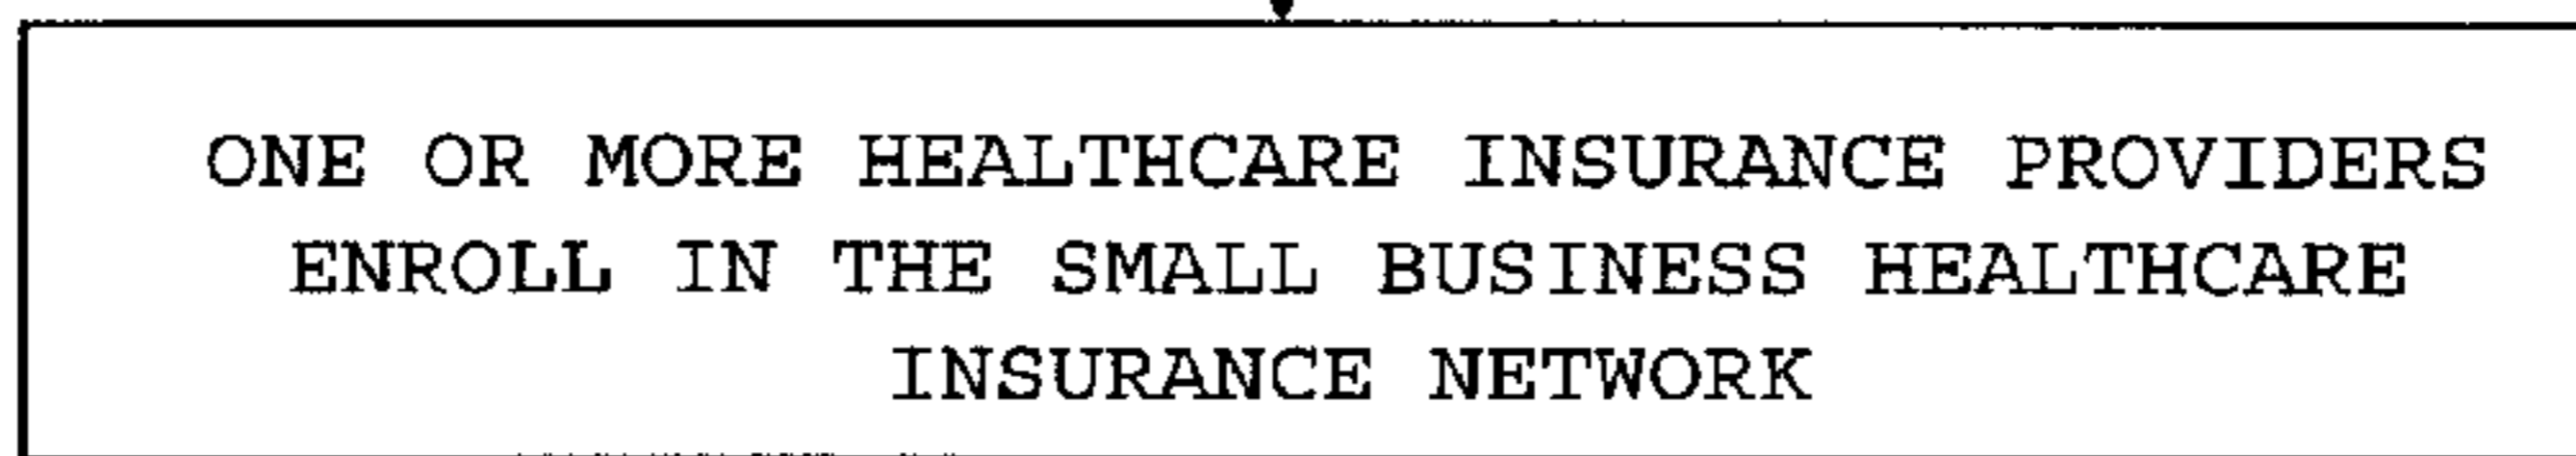 ONE OR MORE HEALTHCARE INSURANCE PROVIDERS
ENROLL IN THE SMALL BUSINESS HEALTHCARE
INSURANCE NETWORK